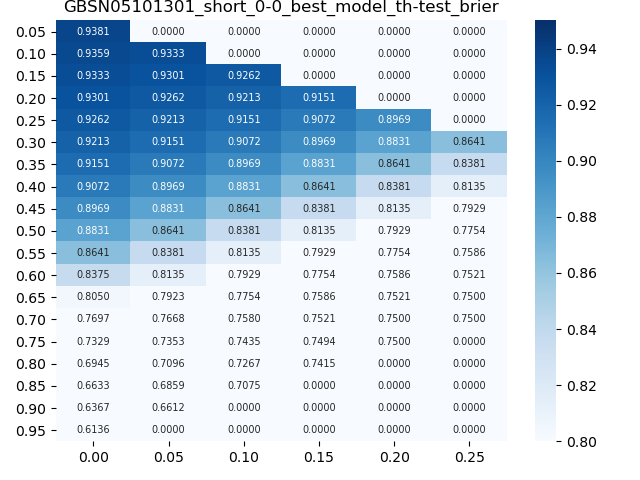 GBSN05101301_short_0-0_best_model_th-test_brier
0.05 0.9381 0.0000 0.0000 0.0000 0.0000 0.0000
0.10 0.9359 0.9333 0.0000 0.0000 0.0000 0.0000
0.15 0.9333 0.9301 0.9262 0.0000 0.0000 0.0000
0.20 0.9301 0.9262 0.9213 0.9151 0.0000 0.0000
0.25 0.9262 0.9213 0.9151 0.9072 0.8969 0.0000
0.30 0.9213 0.9151 0.9072 0.8969 0.8831 0.8641
0.35 0.9151 0.9072 0.8969 0.8831 0.8641 0.8381
0.40 0.9072 0.8969 0.8831 0.8641 0.8381 0.8135
0.45 0.8969 0.8831 0.8641 0.8381 0.8135 0.7929
0.50 0.8831 0.8641 0.8381 0.8135 0.7929 0.7754
0.55 0.8641 0.8381 0.8135 0.7929 0.7754 0.7586
0.60 0.8375 0.8135 0.7929 0.7754 0.7586 0.7521
0.65 0.8050 0.7923 0.7754 0.7586 0.7521 0.7500
0.70 0.7697 0.7668 0.7580 0.7521 0.7500 0.7500
0.75 0.7329 0.7353 0.7435 0.7494 0.7500 0.0000
0.80 0.6945 0.7096 0.7267 0.7415 0.0000 0.0000
0.85 0.6633 0.6859 0.7075 0.0000 0.0000 0.0000
0.90 0.6367 0.6612 0.0000 0.0000 0.0000 0.0000
0.95 0.6136 0.0000 0.0000 0.0000 0.0000 0.0000
0.00 0.05 0.10 0.15 0.20 0.25
0.94
0.92
0.90
0.88
0.86
0.84
0.82
0.80